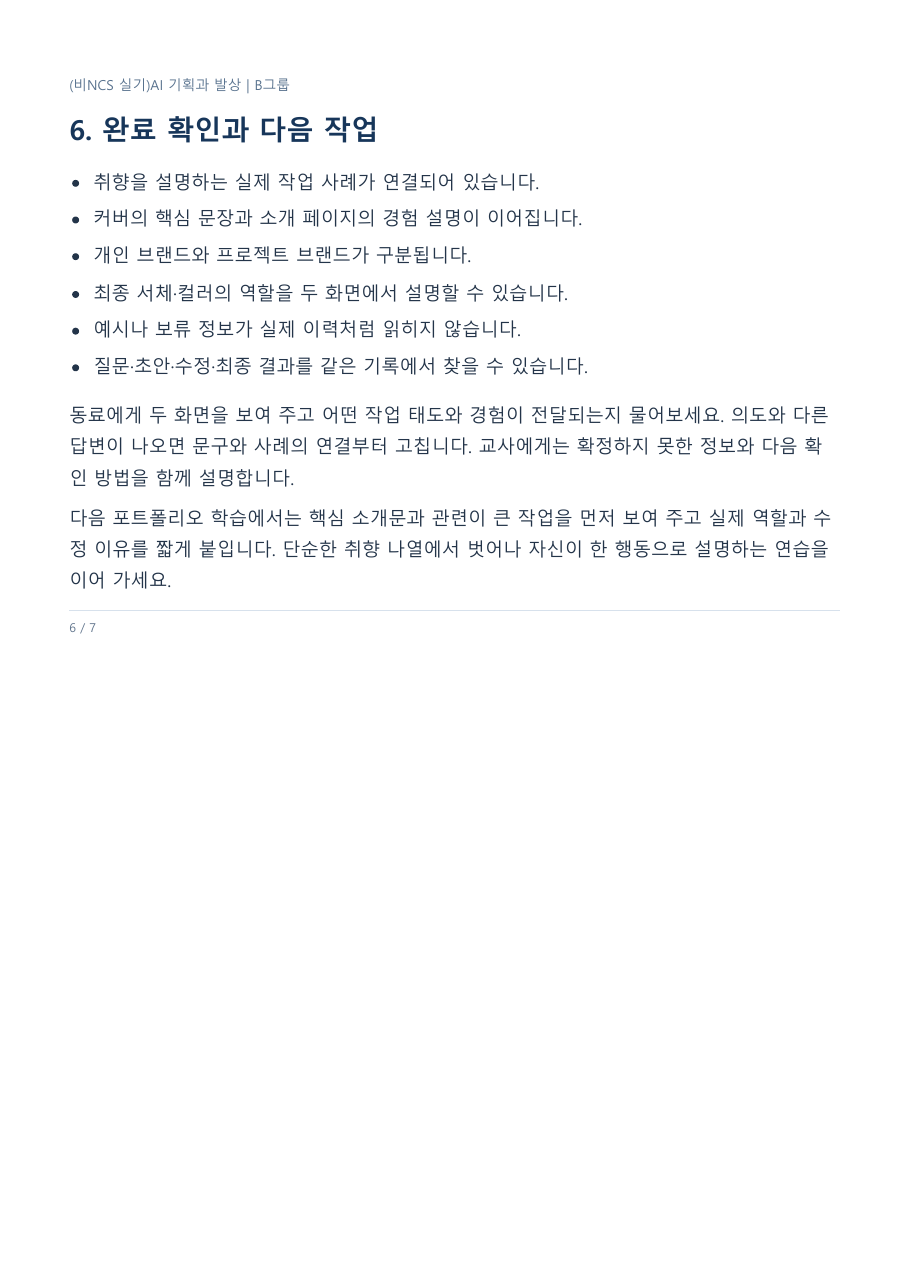 (비NCS 실기)AI 기획과 발상 | B그룹
6. 완료 확인과 다음 작업
• 취향을 설명하는 실제 작업 사례가 연결되어 있습니다.
• 커버의 핵심 문장과 소개 페이지의 경험 설명이 이어집니다.
• 개인 브랜드와 프로젝트 브랜드가 구분됩니다.
• 최종 서체·컬러의 역할을 두 화면에서 설명할 수 있습니다.
• 예시나 보류 정보가 실제 이력처럼 읽히지 않습니다.
• 질문·초안·수정·최종 결과를 같은 기록에서 찾을 수 있습니다.
동료에게 두 화면을 보여 주고 어떤 작업 태도와 경험이 전달되는지 물어보세요. 의도와 다른
답변이 나오면 문구와 사례의 연결부터 고칩니다. 교사에게는 확정하지 못한 정보와 다음 확
인 방법을 함께 설명합니다.
다음 포트폴리오 학습에서는 핵심 소개문과 관련이 큰 작업을 먼저 보여 주고 실제 역할과 수
정 이유를 짧게 붙입니다. 단순한 취향 나열에서 벗어나 자신이 한 행동으로 설명하는 연습을
이어 가세요.
6 / 7